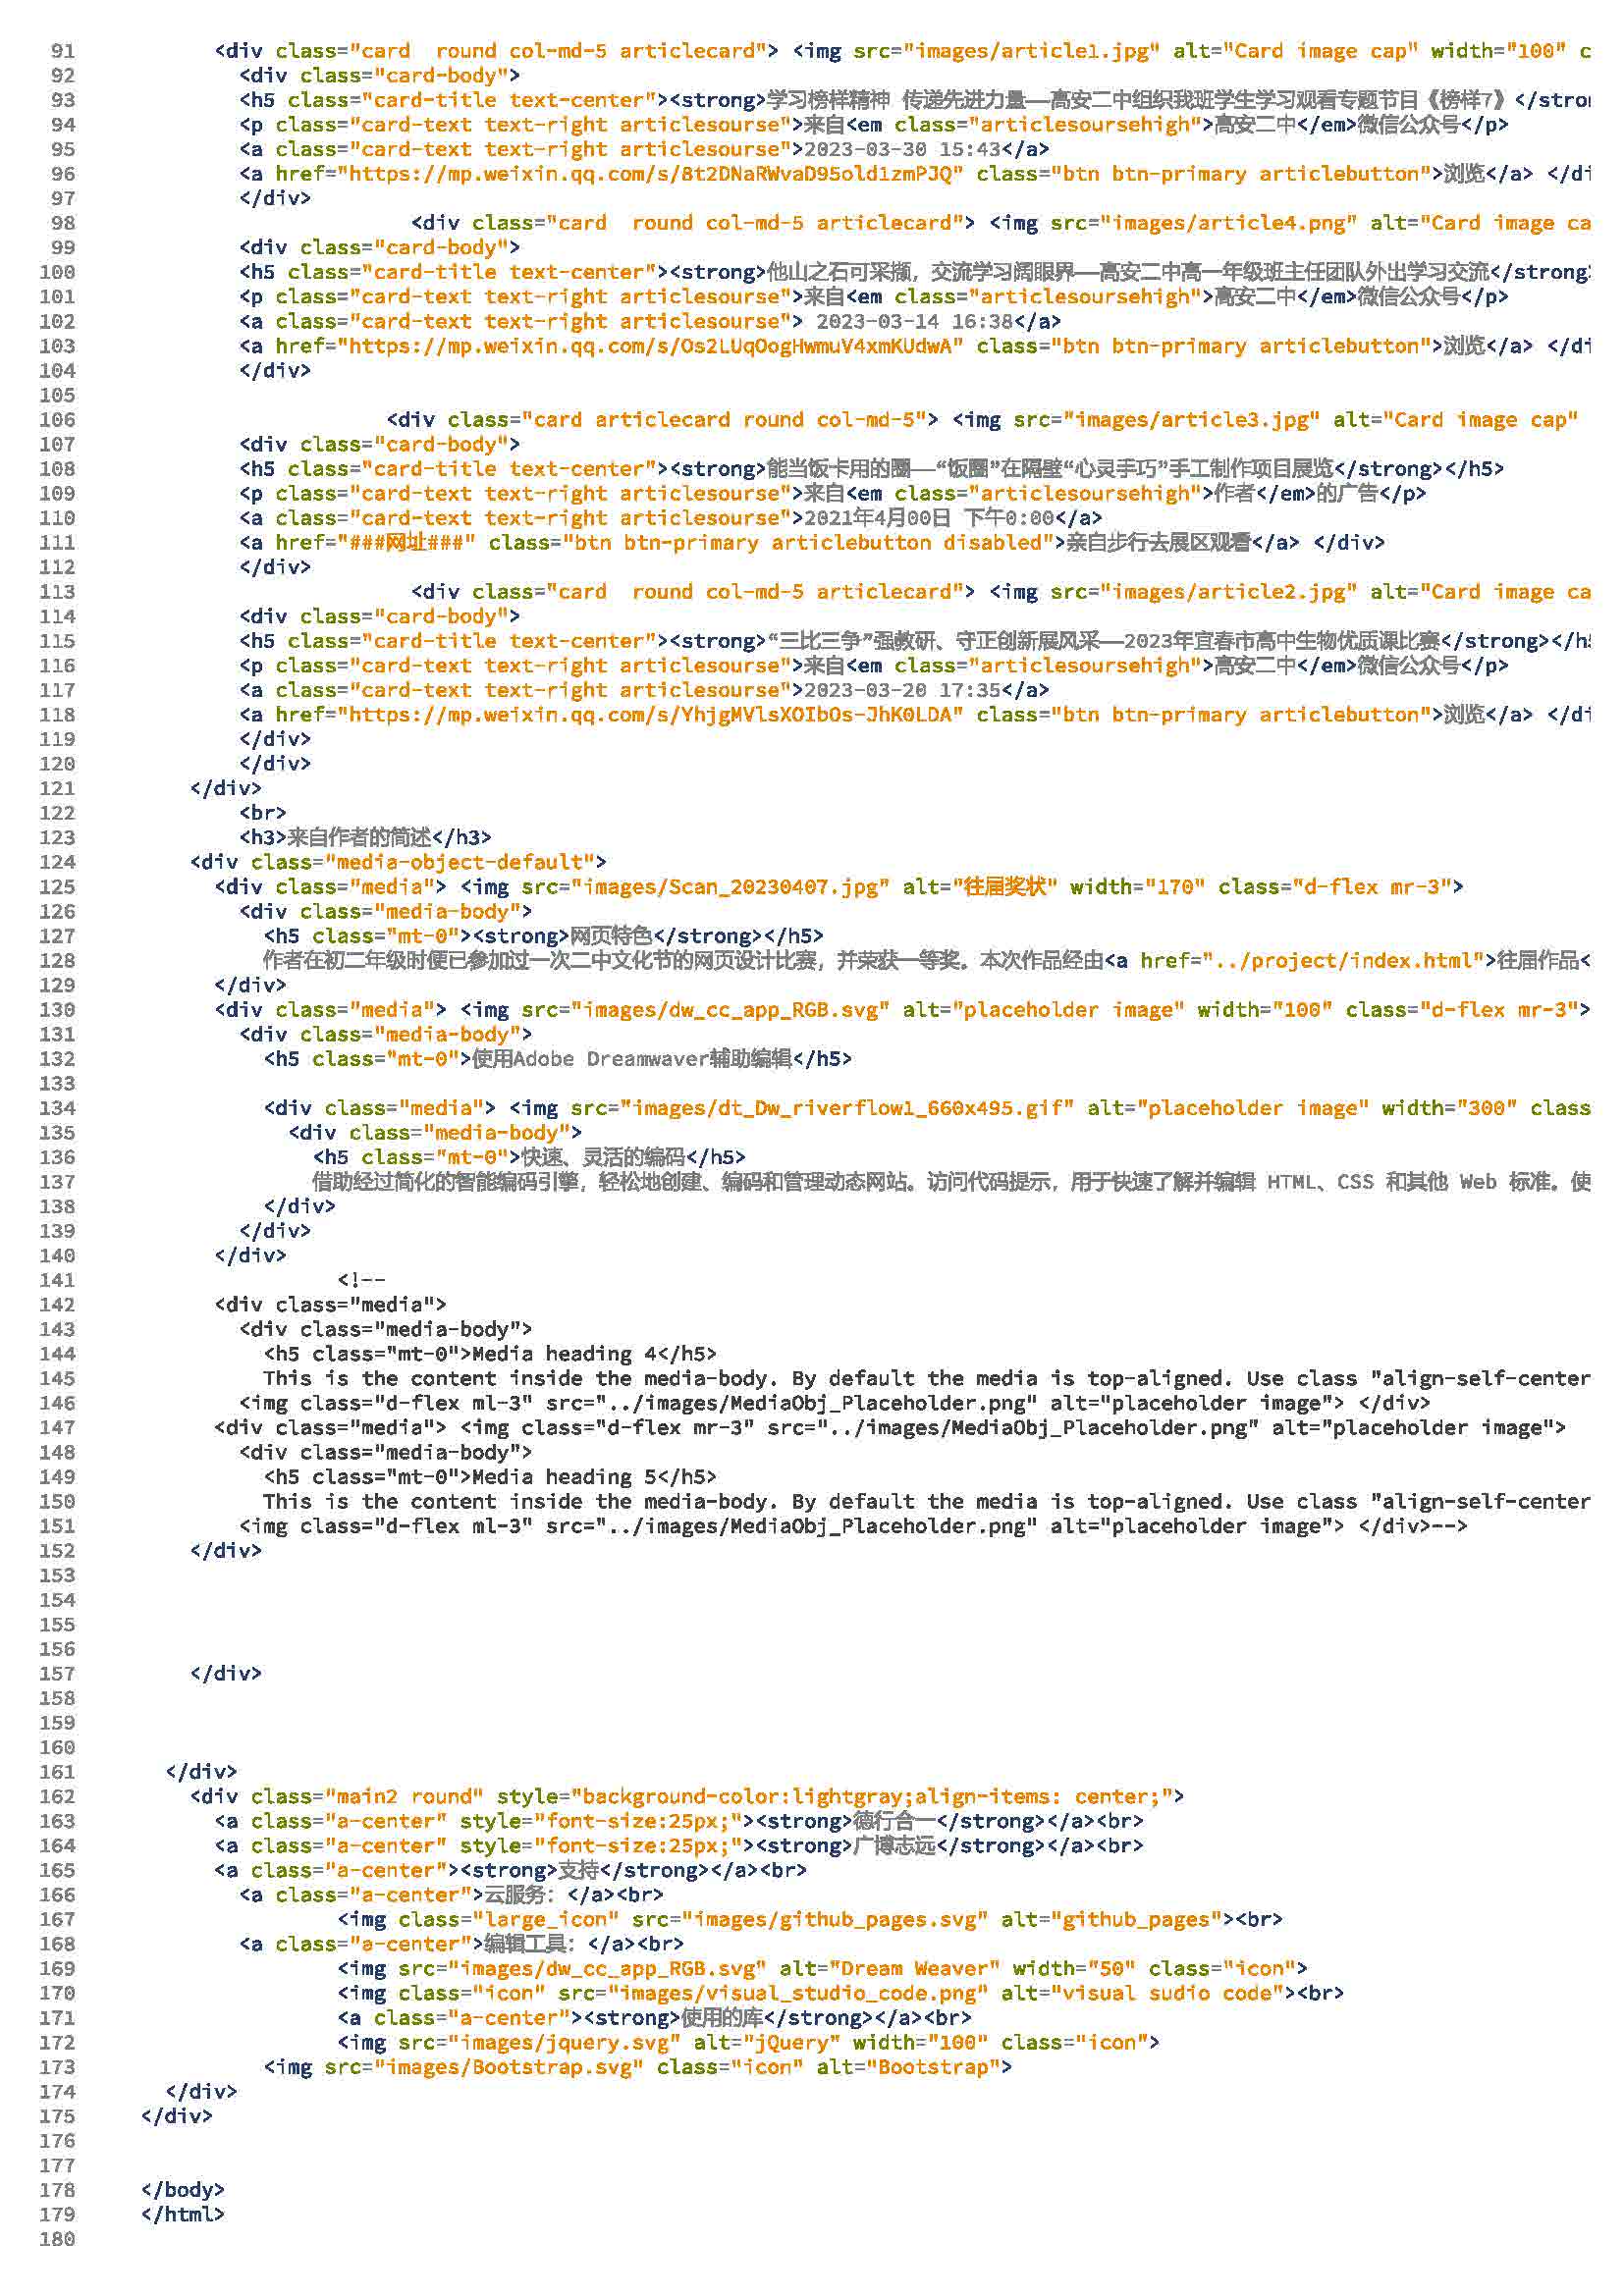 91 <div class="card  round col-md-5 articlecard"> <img src="images/article1.jpg" alt="Card image cap" width="100" c
92 <div class="card-body">
93 <h5 class="card-title text-center"><strong>学习榜样精神 传递先进力量——高安二中组织我班学生学习观看专题节目《榜样7》</stro
94 <p class="card-text text-right articlesourse">来自<em class="articlesoursehigh">高安二中</em>微信公众号</p>
95 <a class="card-text text-right articlesourse">2023-03-30 15:43</a>
96 <a href="https://mp.weixin.qq.com/s/8t2DNaRWvaD95old1zmPJQ" class="btn btn-primary articlebutton">浏览</a> </di
97 </div>
98 <div class="card  round col-md-5 articlecard"> <img src="images/article4.png" alt="Card image ca
99 <div class="card-body">
100 <h5 class="card-title text-center"><strong>他山之石可采撷，交流学习阔眼界——高安二中高一年级班主任团队外出学习交流</strong
101 <p class="card-text text-right articlesourse">来自<em class="articlesoursehigh">高安二中</em>微信公众号</p>
102 <a class="card-text text-right articlesourse"> 2023-03-14 16:38</a>
103 <a href="https://mp.weixin.qq.com/s/Os2LUqOogHwmuV4xmKUdwA" class="btn btn-primary articlebutton">浏览</a> </di
104 </div>
105
106 <div class="card articlecard round col-md-5"> <img src="images/article3.jpg" alt="Card image cap"
107 <div class="card-body">
108 <h5 class="card-title text-center"><strong>能当饭卡用的圈——“饭圈”在隔壁“心灵手巧”手工制作项目展览</strong></h5>
109 <p class="card-text text-right articlesourse">来自<em class="articlesoursehigh">作者</em>的广告</p>
110 <a class="card-text text-right articlesourse">2021年4月00日 下午0:00</a>
111 <a href="###网址###" class="btn btn-primary articlebutton disabled">亲自步行去展区观看</a> </div>
112 </div>
113 <div class="card  round col-md-5 articlecard"> <img src="images/article2.jpg" alt="Card image ca
114 <div class="card-body">
115 <h5 class="card-title text-center"><strong>“三比三争”强教研、守正创新展风采——2023年宜春市高中生物优质课比赛</strong></h
116 <p class="card-text text-right articlesourse">来自<em class="articlesoursehigh">高安二中</em>微信公众号</p>
117 <a class="card-text text-right articlesourse">2023-03-20 17:35</a>
118 <a href="https://mp.weixin.qq.com/s/YhjgMVlsXOIbOs-JhK0LDA" class="btn btn-primary articlebutton">浏览</a> </di
119 </div>
120 </div>
121 </div>
122 <br>
123 <h3>来自作者的简述</h3>
124 <div class="media-object-default">
125 <div class="media"> <img src="images/Scan_20230407.jpg" alt="往届奖状" width="170" class="d-flex mr-3">
126 <div class="media-body">
127 <h5 class="mt-0"><strong>网页特色</strong></h5>
128 作者在初二年级时便已参加过一次二中文化节的网页设计比赛，并荣获一等奖。本次作品经由<a href="../project/index.html">往届作品<
129 </div>
130 <div class="media"> <img src="images/dw_cc_app_RGB.svg" alt="placeholder image" width="100" class="d-flex mr-3">
131 <div class="media-body">
132 <h5 class="mt-0">使用Adobe Dreamwaver辅助编辑</h5>
133
134 <div class="media"> <img src="images/dt_Dw_riverflow1_660x495.gif" alt="placeholder image" width="300" class
135 <div class="media-body">
136 <h5 class="mt-0">快速、灵活的编码</h5>
137 借助经过简化的智能编码引擎，轻松地创建、编码和管理动态网站。访问代码提示，用于快速了解并编辑 HTML、CSS 和其他 Web 标准。使
138 </div>
139 </div>
140 </div>
141 <!--
142 <div class="media">
143 <div class="media-body">
144 <h5 class="mt-0">Media heading 4</h5>
145 This is the content inside the media-body. By default the media is top-aligned. Use class "align-self-center
146 <img class="d-flex ml-3" src="../images/MediaObj_Placeholder.png" alt="placeholder image"> </div>
147 <div class="media"> <img class="d-flex mr-3" src="../images/MediaObj_Placeholder.png" alt="placeholder image">
148 <div class="media-body">
149 <h5 class="mt-0">Media heading 5</h5>
150 This is the content inside the media-body. By default the media is top-aligned. Use class "align-self-center
151 <img class="d-flex ml-3" src="../images/MediaObj_Placeholder.png" alt="placeholder image"> </div>-->
152 </div>
153
154
155
156
157 </div>
158
159
160
161 </div>
162 <div class="main2 round" style="background-color:lightgray;align-items: center;">
163 <a class="a-center" style="font-size:25px;"><strong>德行合一</strong></a><br>
164 <a class="a-center" style="font-size:25px;"><strong>广博志远</strong></a><br>
165 <a class="a-center"><strong>支持</strong></a><br>
166 <a class="a-center">云服务：</a><br>
167 <img class="large_icon" src="images/github_pages.svg" alt="github_pages"><br>
168 <a class="a-center">编辑工具：</a><br>
169 <img src="images/dw_cc_app_RGB.svg" alt="Dream Weaver" width="50" class="icon">
170 <img class="icon" src="images/visual_studio_code.png" alt="visual sudio code"><br>
171 <a class="a-center"><strong>使用的库</strong></a><br>
172 <img src="images/jquery.svg" alt="jQuery" width="100" class="icon">
173 <img src="images/Bootstrap.svg" class="icon" alt="Bootstrap">
174 </div>
175 </div>
176
177
178 </body>
179 </html>
180